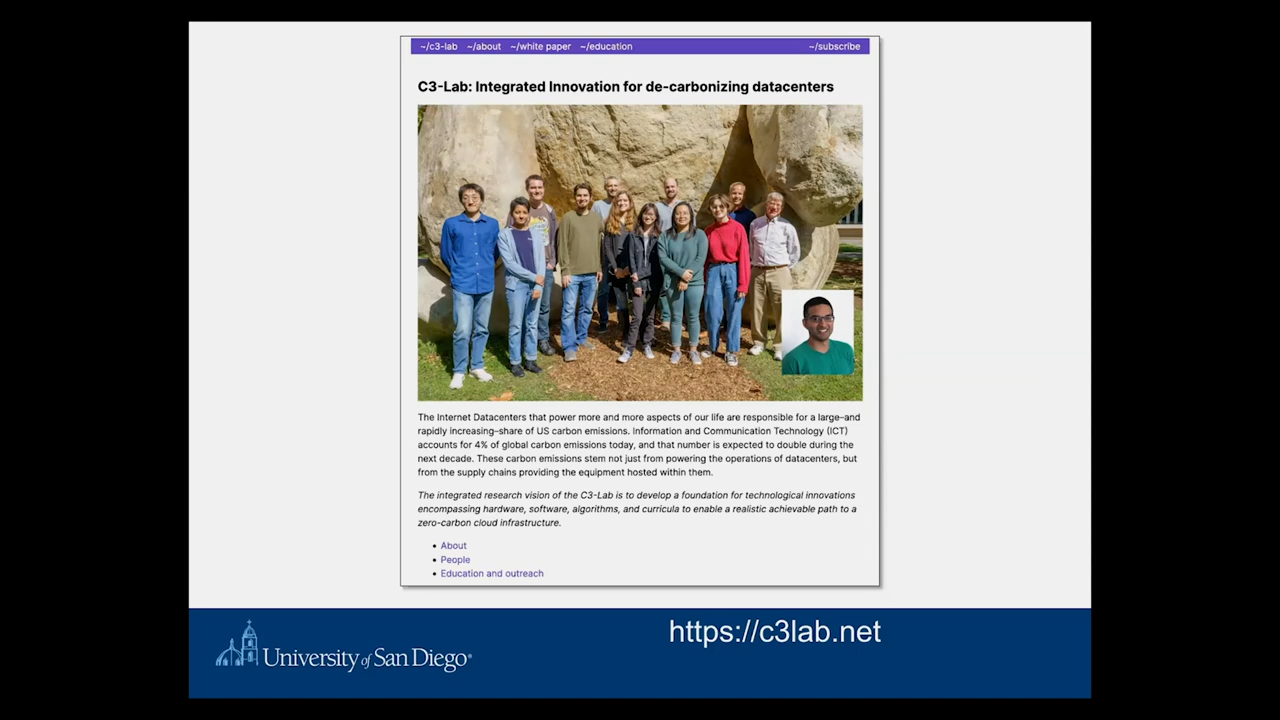 ~/c3-lab ~/about ~/white paper ~/education ~/subscribe
C3-Lab: Integrated Innovation for de-carbonizing datacenters
The Internet Datacenters that power more and more aspects of our life are responsible for a large–and
rapidly increasing–share of US carbon emissions. Information and Communication Technology (ICT)
accounts for 4% of global carbon emissions today, and that number is expected to double during the
next decade. These carbon emissions stem not just from powering the operations of datacenters, but
from the supply chains providing the equipment hosted within them.
The integrated research vision of the C3-Lab is to develop a foundation for technological innovations
encompassing hardware, software, algorithms, and curricula to enable a realistic achievable path to a
zero-carbon cloud infrastructure.
• About
• People
• Education and outreach
https://c3lab.net
University of San Diego®